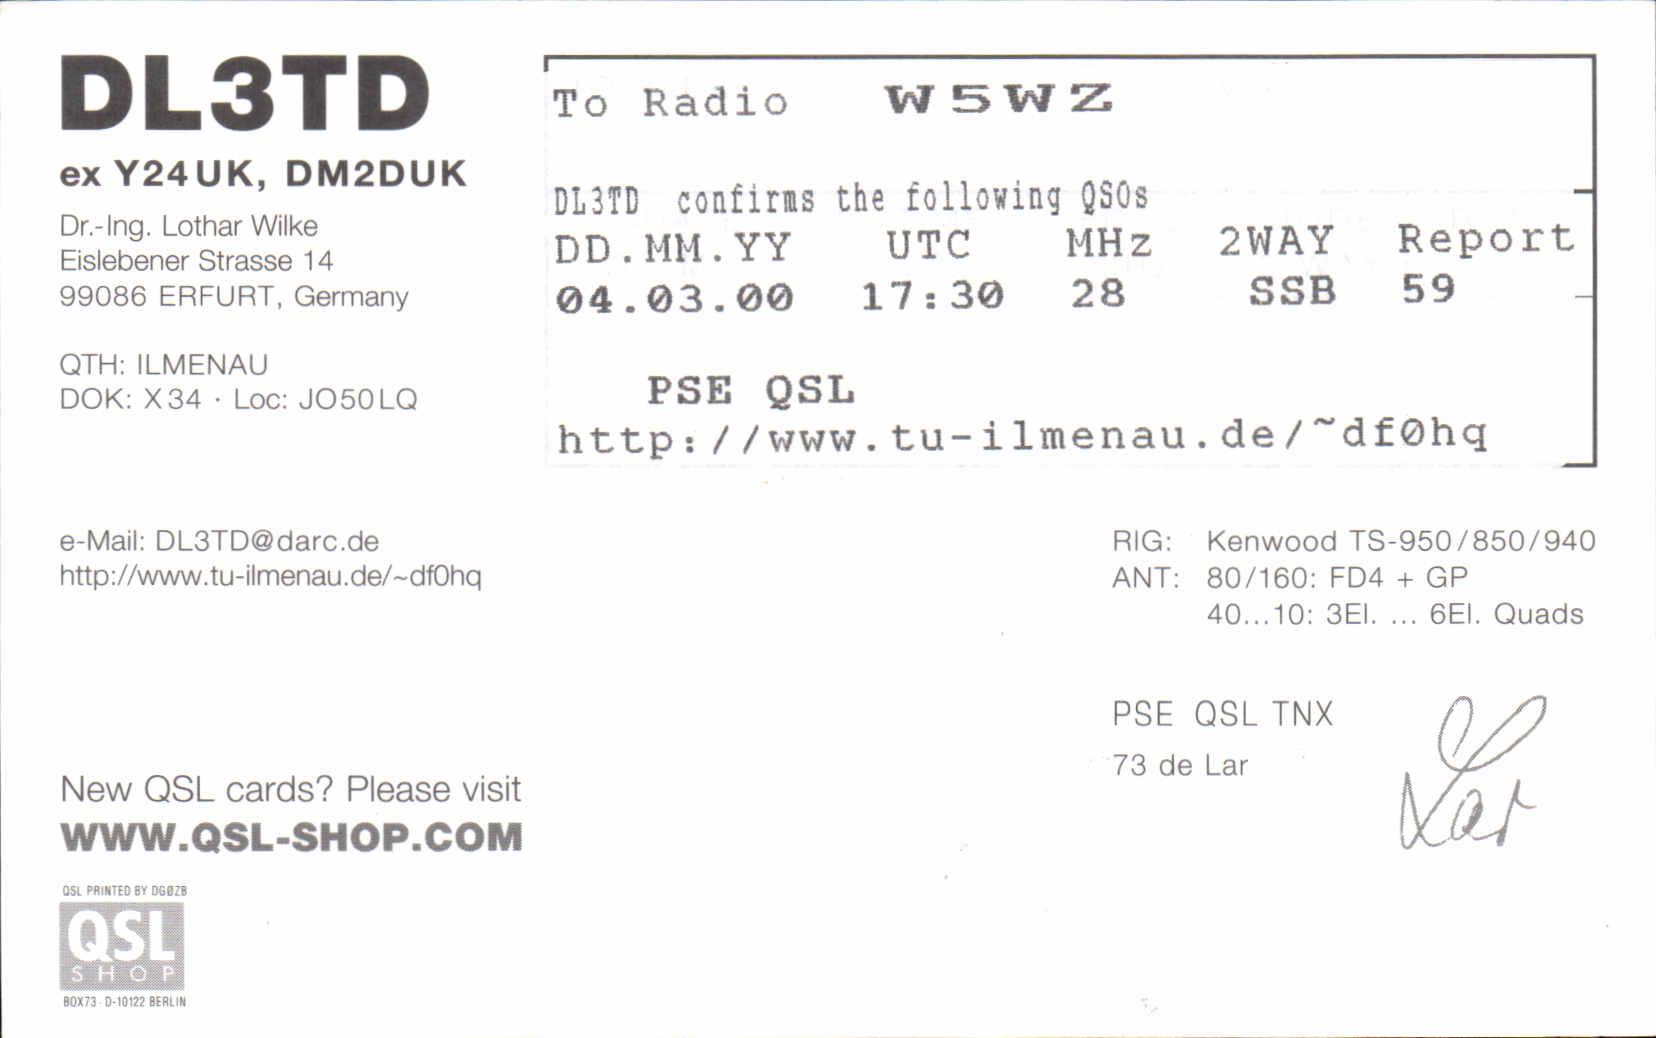 DL3TD
ex Y24UK, DM2DUK
Dr.-Ing. Lothar Wilke
Eislebener Strasse 14
99086 ERFURT, Germany
QTH: ILMENAU
DOK: X34 · Loc: JO50LQ
To Radio W5WZ
DL3TD confirms the following QSOs
DD.MM.YY UTC MHz 2WAY Report
04.03.00 17:30 28 SSB 59
PSE QSL
http://www.tu-ilmenau.de/~df0hq
e-Mail: DL3TD@darc.de
http://www.tu-ilmenau.de/~df0hq
RIG: Kenwood TS-950/850/940
ANT: 80/160: FD4 + GP
40...10: 3El. ... 6El. Quads
PSE QSL TNX
73 de Lar
Lar
New QSL cards? Please visit
WWW.QSL-SHOP.COM
QSL PRINTED BY DGØZB
QSL
SHOP
BOX73 · D-10122 BERLIN